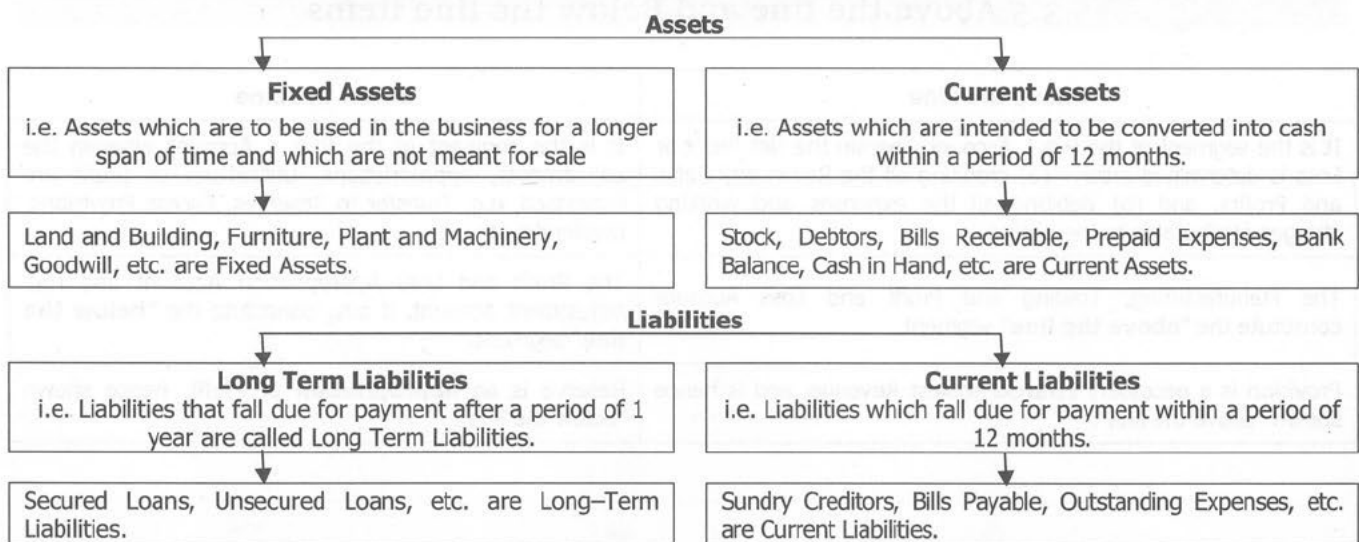 Assets
Fixed Assets
i.e. Assets which are to be used in the business for a longer
span of time and which are not meant for sale
Current Assets
i.e. Assets which are intended to be converted into cash
within a period of 12 months.
Land and Building, Furniture, Plant and Machinery,
Goodwill, etc. are Fixed Assets.
Stock, Debtors, Bills Receivable, Prepaid Expenses, Bank
Balance, Cash in Hand, etc. are Current Assets.
Liabilities
Long Term Liabilities
i.e. Liabilities that fall due for payment after a period of 1
year are called Long Term Liabilities.
Current Liabilities
i.e. Liabilities which fall due for payment within a period of
12 months.
Secured Loans, Unsecured Loans, etc. are Long–Term
Liabilities.
Sundry Creditors, Bills Payable, Outstanding Expenses, etc.
are Current Liabilities.